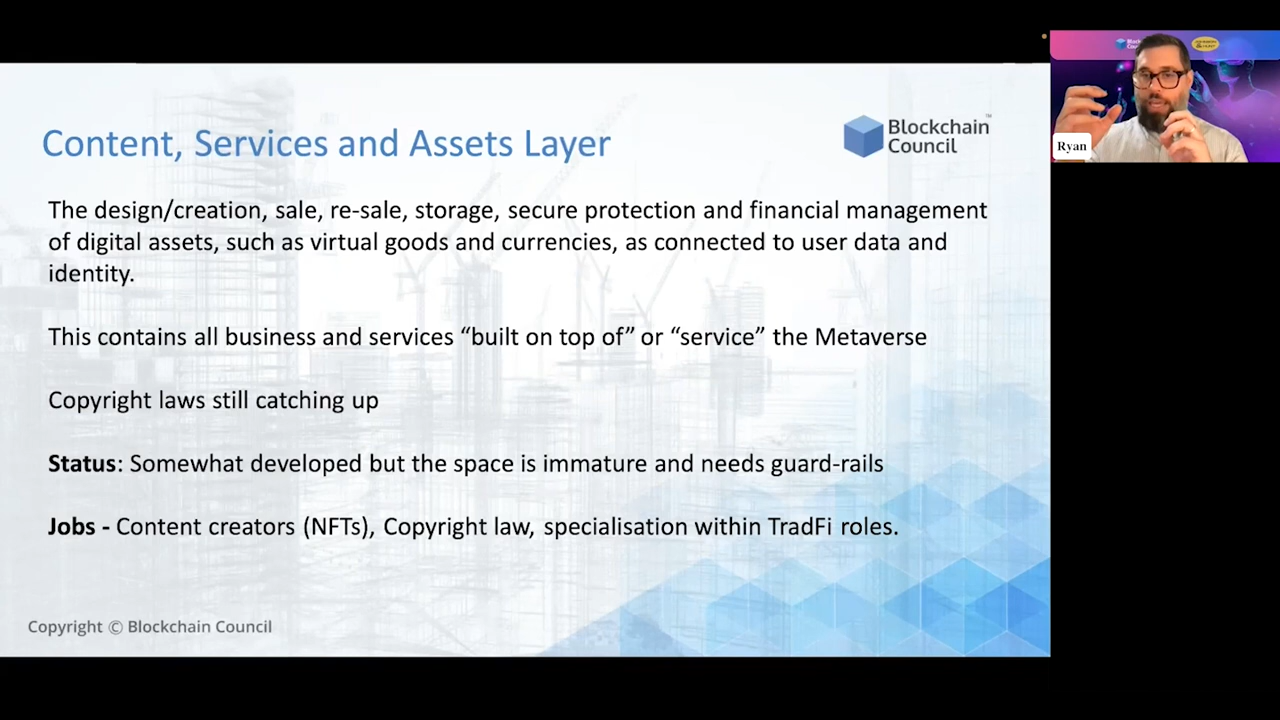 Content, Services and Assets Layer
Blockchain
Council
™
The design/creation, sale, re-sale, storage, secure protection and financial management
of digital assets, such as virtual goods and currencies, as connected to user data and
identity.
This contains all business and services “built on top of” or “service” the Metaverse
Copyright laws still catching up
Status: Somewhat developed but the space is immature and needs guard-rails
Jobs - Content creators (NFTs), Copyright law, specialisation within TradFi roles.
Copyright © Blockchain Council
Ryan